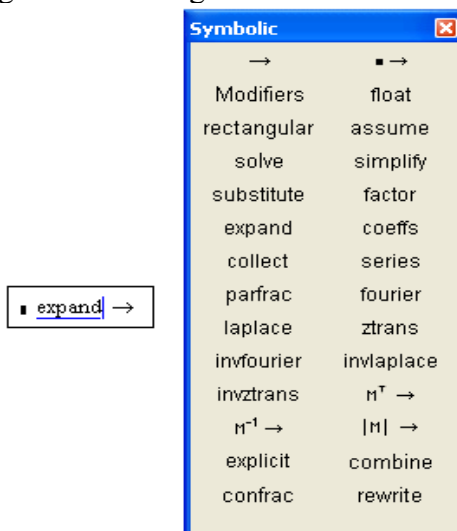 Symbolic
→ ▪ →
Modifiers float
rectangular assume
solve simplify
substitute factor
expand coeffs
collect series
parfrac fourier
laplace ztrans
invfourier invlaplace
invztrans Mᵀ →
M⁻¹ → |M| →
explicit combine
confrac rewrite
▪ expand →